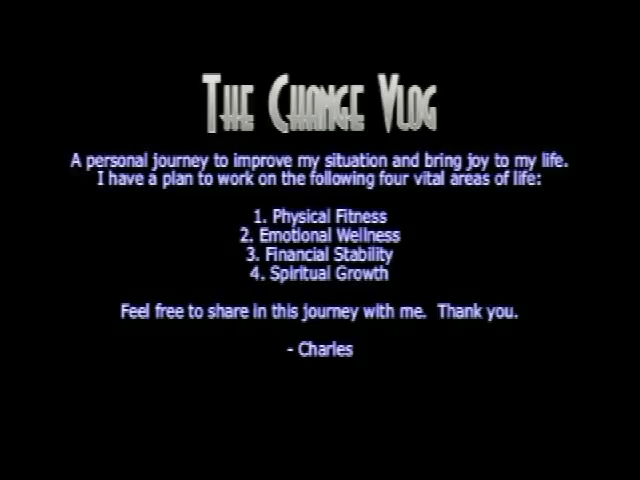 The Change Vlog
A personal journey to improve my situation and bring joy to my life.
I have a plan to work on the following four vital areas of life:
1. Physical Fitness
2. Emotional Wellness
3. Financial Stability
4. Spiritual Growth
Feel free to share in this journey with me. Thank you.
- Charles